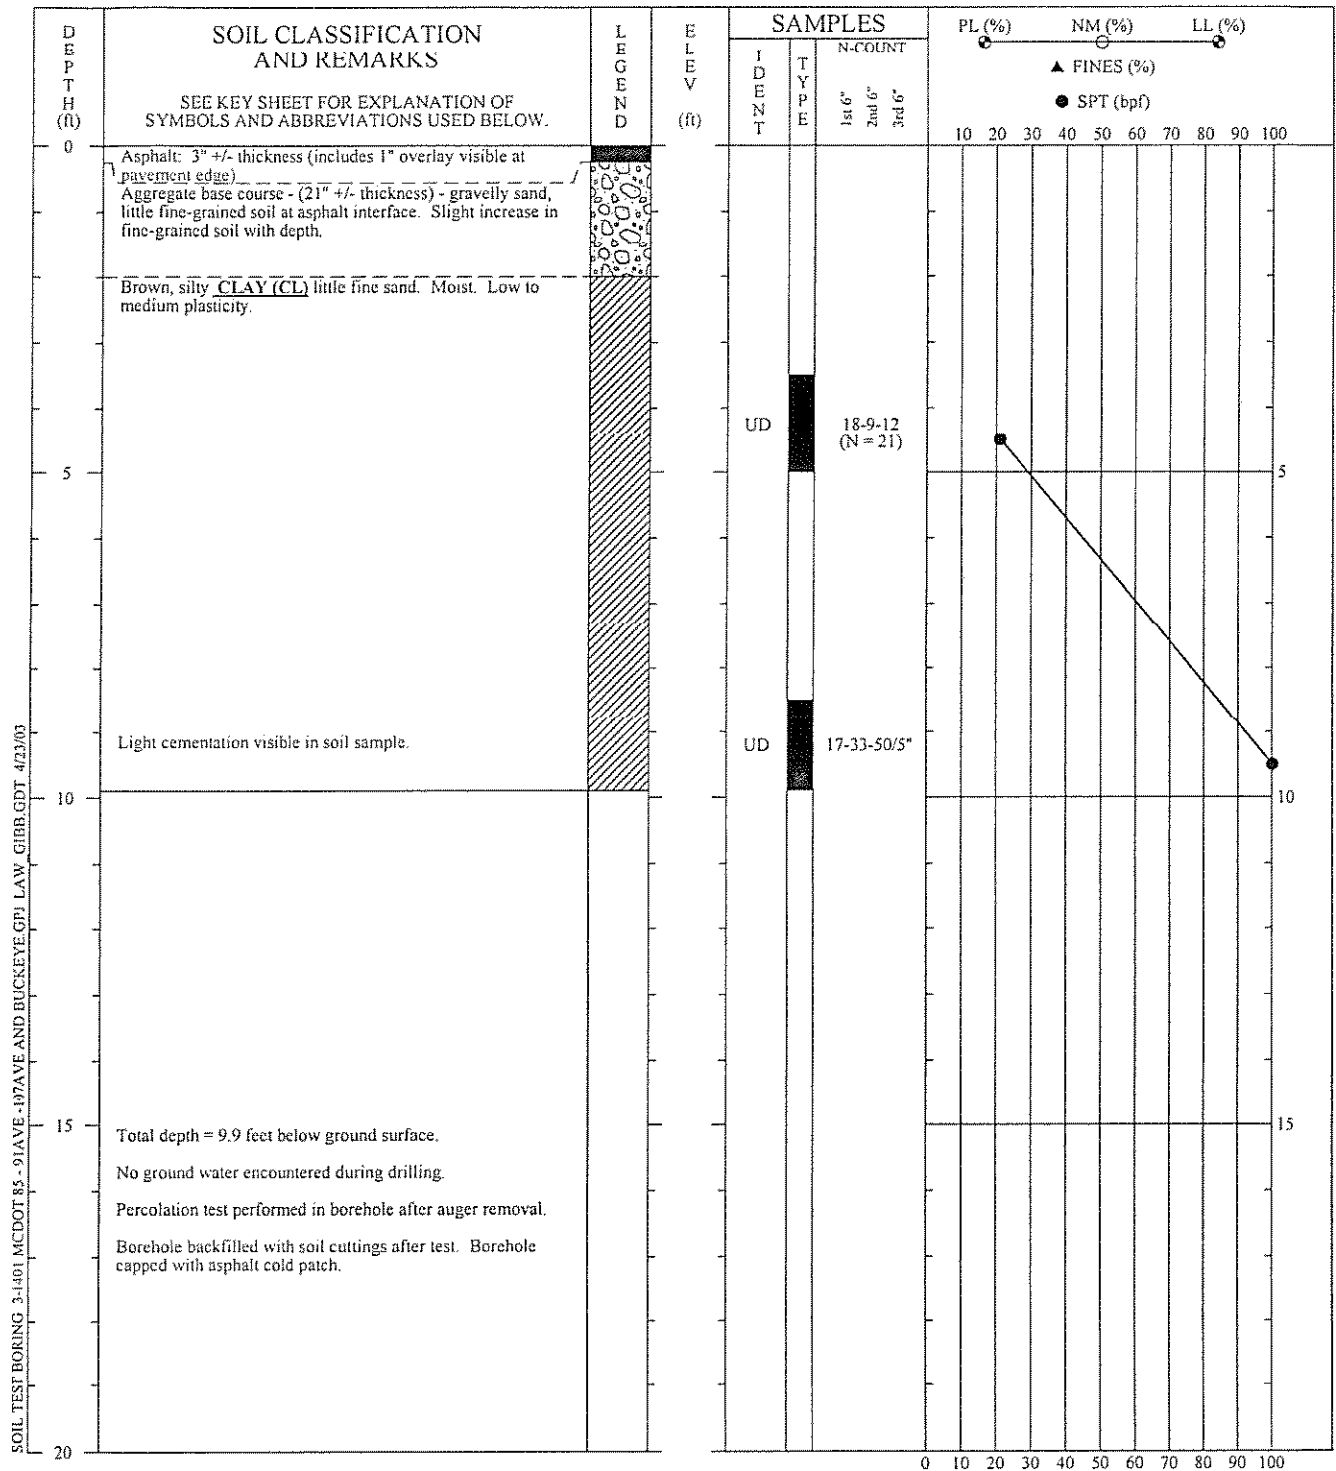 DEPTH (ft)
SOIL CLASSIFICATION
AND REMARKS
SEE KEY SHEET FOR EXPLANATION OF
SYMBOLS AND ABBREVIATIONS USED BELOW.
LEGEND
ELEV (ft)
SAMPLES
IDENT
TYPE
N-COUNT
1st 6"
2nd 6"
3rd 6"
PL (%) NM (%) LL (%)
▲ FINES (%)
● SPT (bpf)
10 20 30 40 50 60 70 80 90 100
0
Asphalt: 3" +/- thickness (includes 1" overlay visible at
pavement edge)
Aggregate base course - (21" +/- thickness) - gravelly sand,
little fine-grained soil at asphalt interface. Slight increase in
fine-grained soil with depth.
Brown, silty CLAY (CL) little fine sand. Moist. Low to
medium plasticity.
UD
18-9-12
(N = 21)
5
5
Light cementation visible in soil sample.
UD
17-33-50/5"
10
10
15
Total depth = 9.9 feet below ground surface.
15
No ground water encountered during drilling.
Percolation test performed in borehole after auger removal.
Borehole backfilled with soil cuttings after test. Borehole
capped with asphalt cold patch.
20
0 10 20 30 40 50 60 70 80 90 100
SOIL TEST BORING 3-1401 MCDOT 85 - 91AVE -107AVE AND BUCKEYE.GPJ LAW_GIBB.GDT 4/23/03